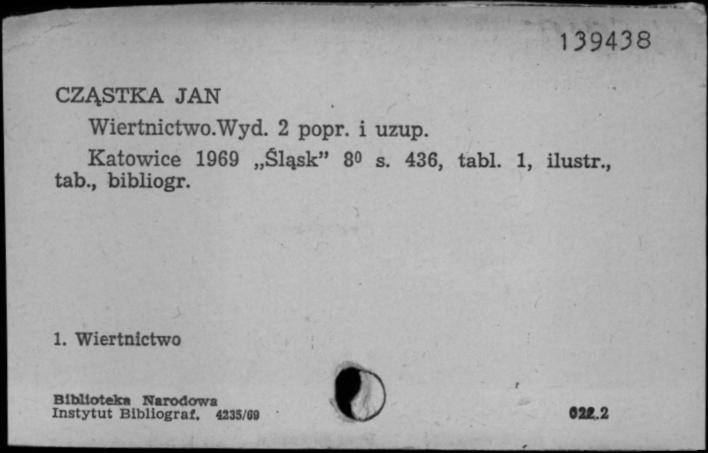 139438
CZĄSTKA JAN
Wiertnictwo.Wyd. 2 popr. i uzup.
Katowice 1969 „Śląsk” 8⁰ s. 436, tabl. 1, ilustr.,
tab., bibliogr.
1. Wiertnictwo
Biblioteka Narodowa
Instytut Bibliograf. 4235/69
622.2